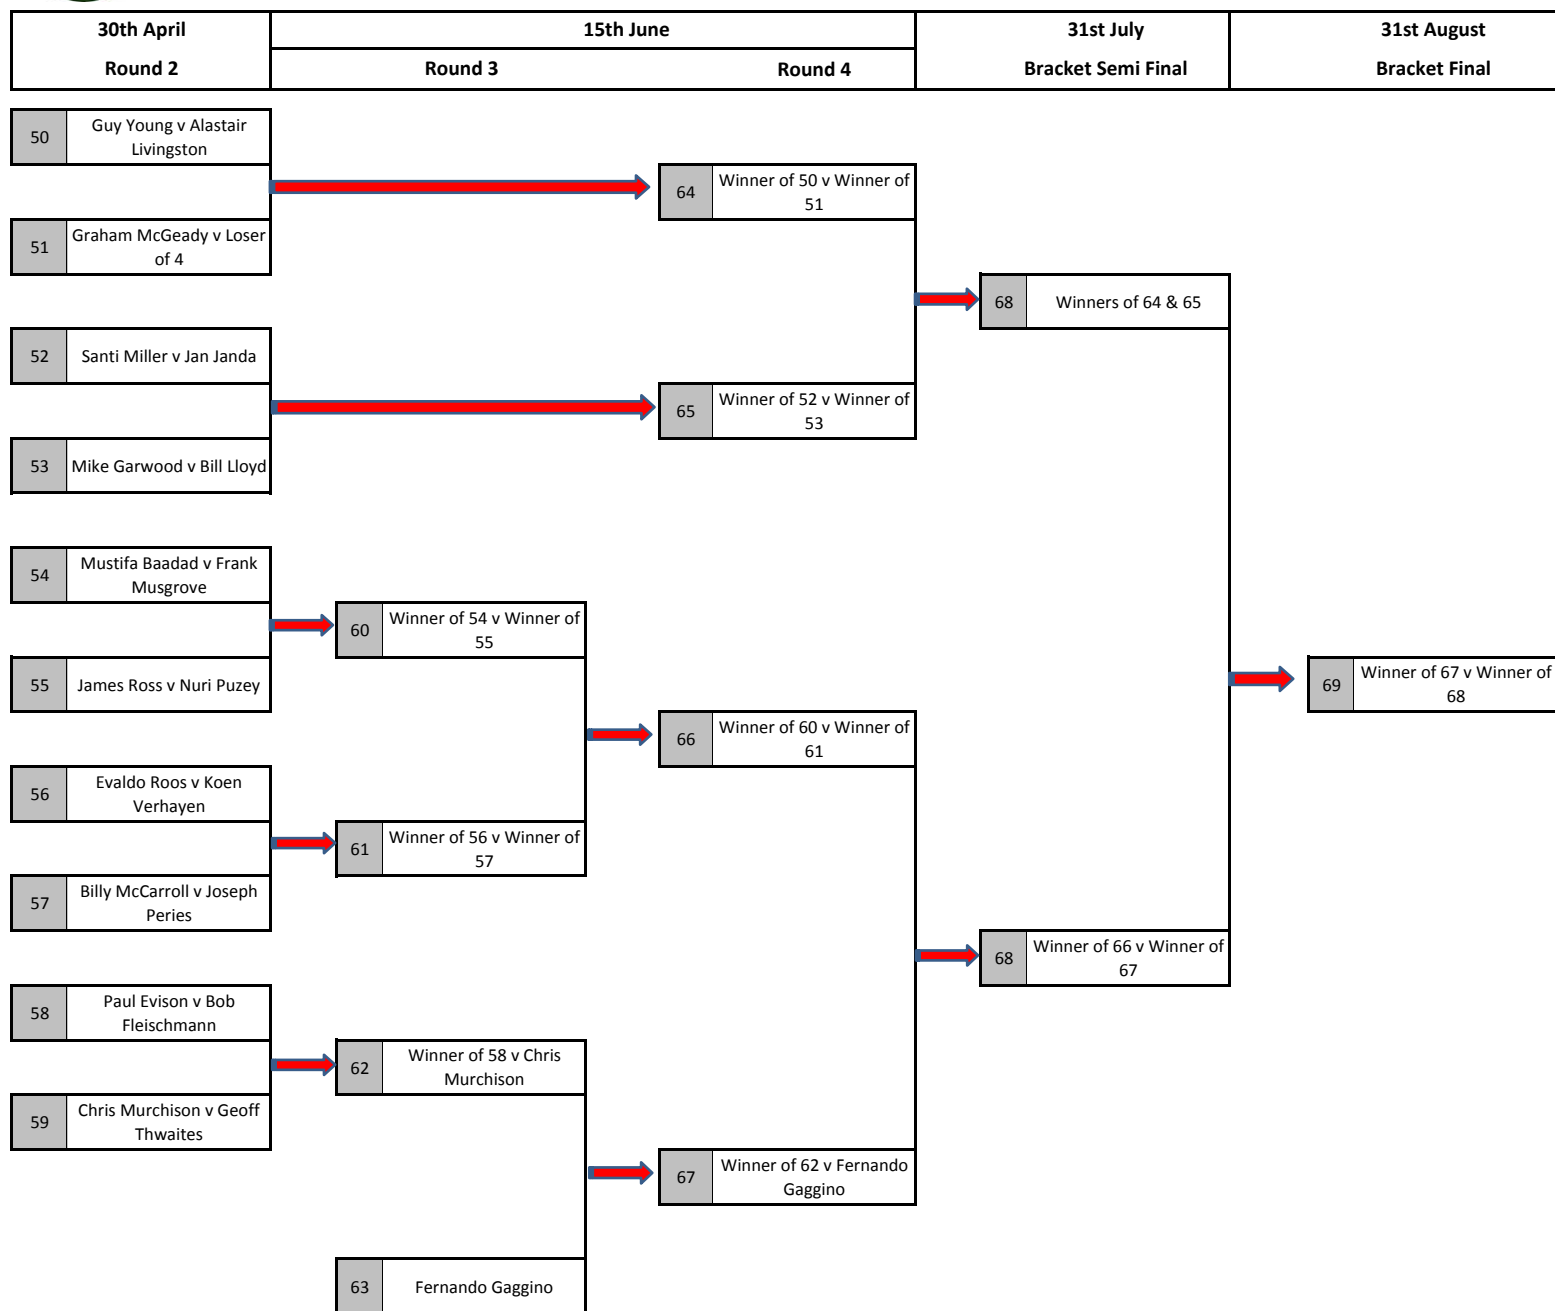 30th April
15th June
31st July
31st August
Round 2
Round 3
Round 4
Bracket Semi Final
Bracket Final
50
Guy Young v Alastair
Livingston
64
Winner of 50 v Winner of
51
51
Graham McGeady v Loser
of 4
68
Winners of 64 & 65
52
Santi Miller v Jan Janda
65
Winner of 52 v Winner of
53
53
Mike Garwood v Bill Lloyd
54
Mustifa Baadad v Frank
Musgrove
60
Winner of 54 v Winner of
55
55
James Ross v Nuri Puzey
69
Winner of 67 v Winner of
68
66
Winner of 60 v Winner of
61
56
Evaldo Roos v Koen
Verhayen
61
Winner of 56 v Winner of
57
57
Billy McCarroll v Joseph
Peries
68
Winner of 66 v Winner of
67
58
Paul Evison v Bob
Fleischmann
62
Winner of 58 v Chris
Murchison
59
Chris Murchison v Geoff
Thwaites
67
Winner of 62 v Fernando
Gaggino
63
Fernando Gaggino